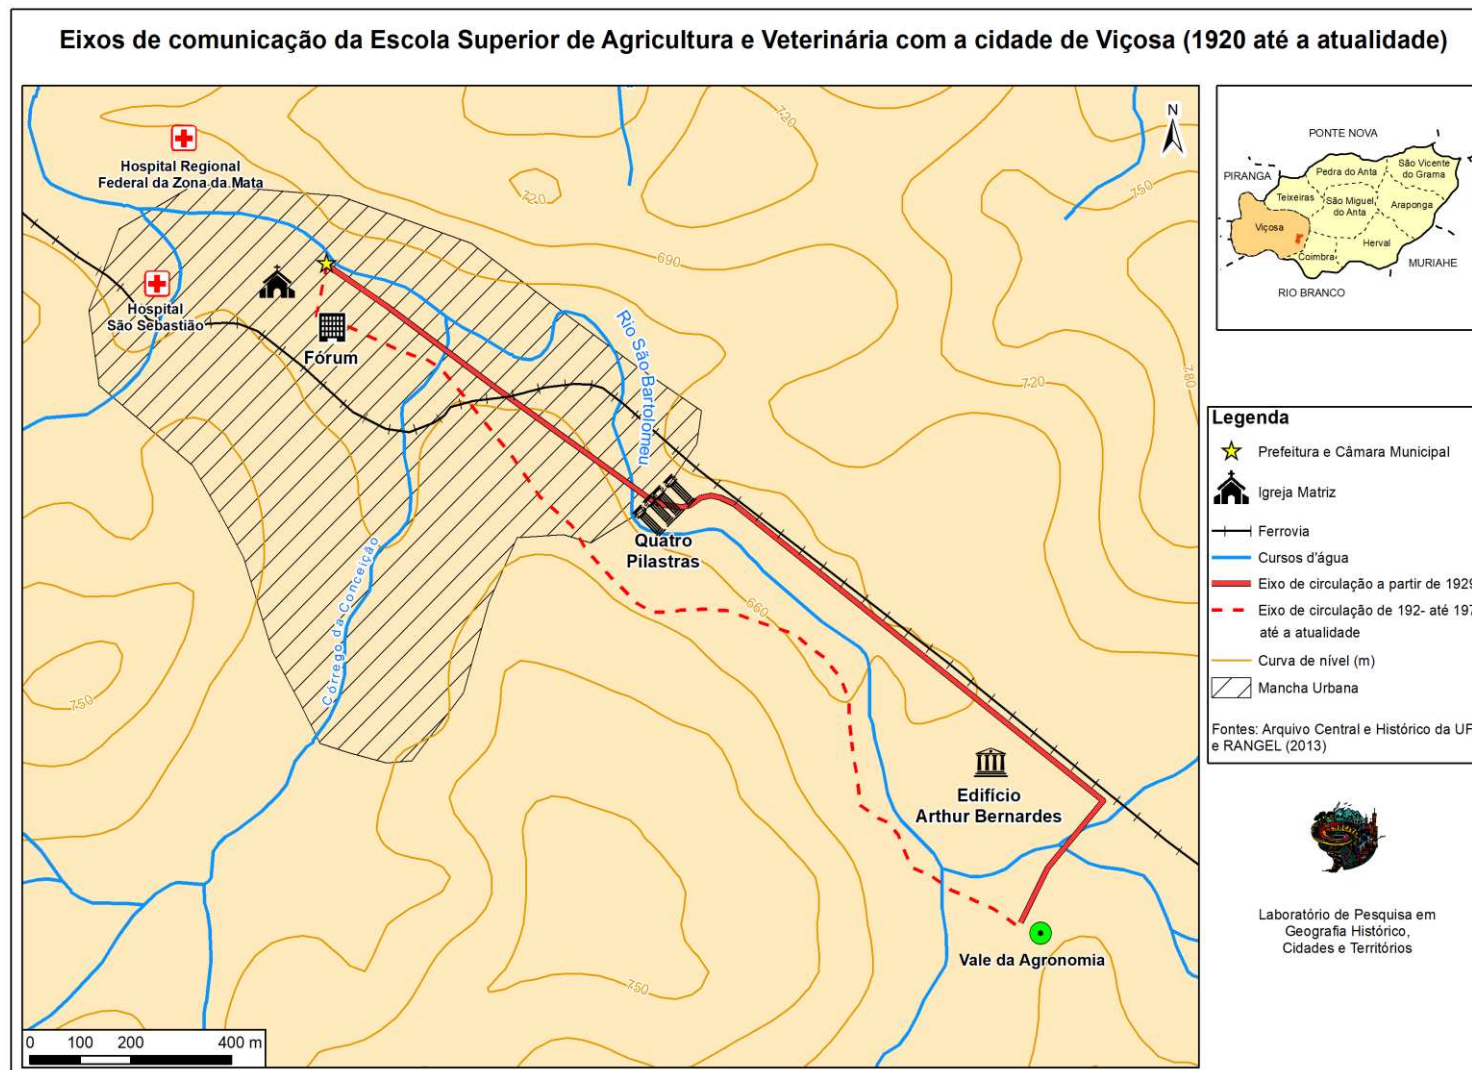 Eixos de comunicação da Escola Superior de Agricultura e Veterinária com a cidade de Viçosa (1920 até a atualidade)
Hospital Regional
Federal da Zona da Mata
Hospital
São Sebastião
Fórum
Rio São Bartolomeu
Quatro
Pilastras
Córrego da Conceição
Edifício
Arthur Bernardes
Vale da Agronomia
720
720
690
750
720
780
660
750
750
N
0 100 200 400 m
PONTE NOVA
PIRANGA
Pedra do Anta
São Vicente
do Grama
Teixeiras
São Miguel
do Anta
Araponga
Viçosa
Herval
Coimbra
MURIAHE
RIO BRANCO
Legenda
Prefeitura e Câmara Municipal
Igreja Matriz
Ferrovia
Cursos d'água
Eixo de circulação a partir de 1929
Eixo de circulação de 192- até 197
até a atualidade
Curva de nível (m)
Mancha Urbana
Fontes: Arquivo Central e Histórico da UF
e RANGEL (2013)
Laboratório de Pesquisa em
Geografia Histórico,
Cidades e Territórios